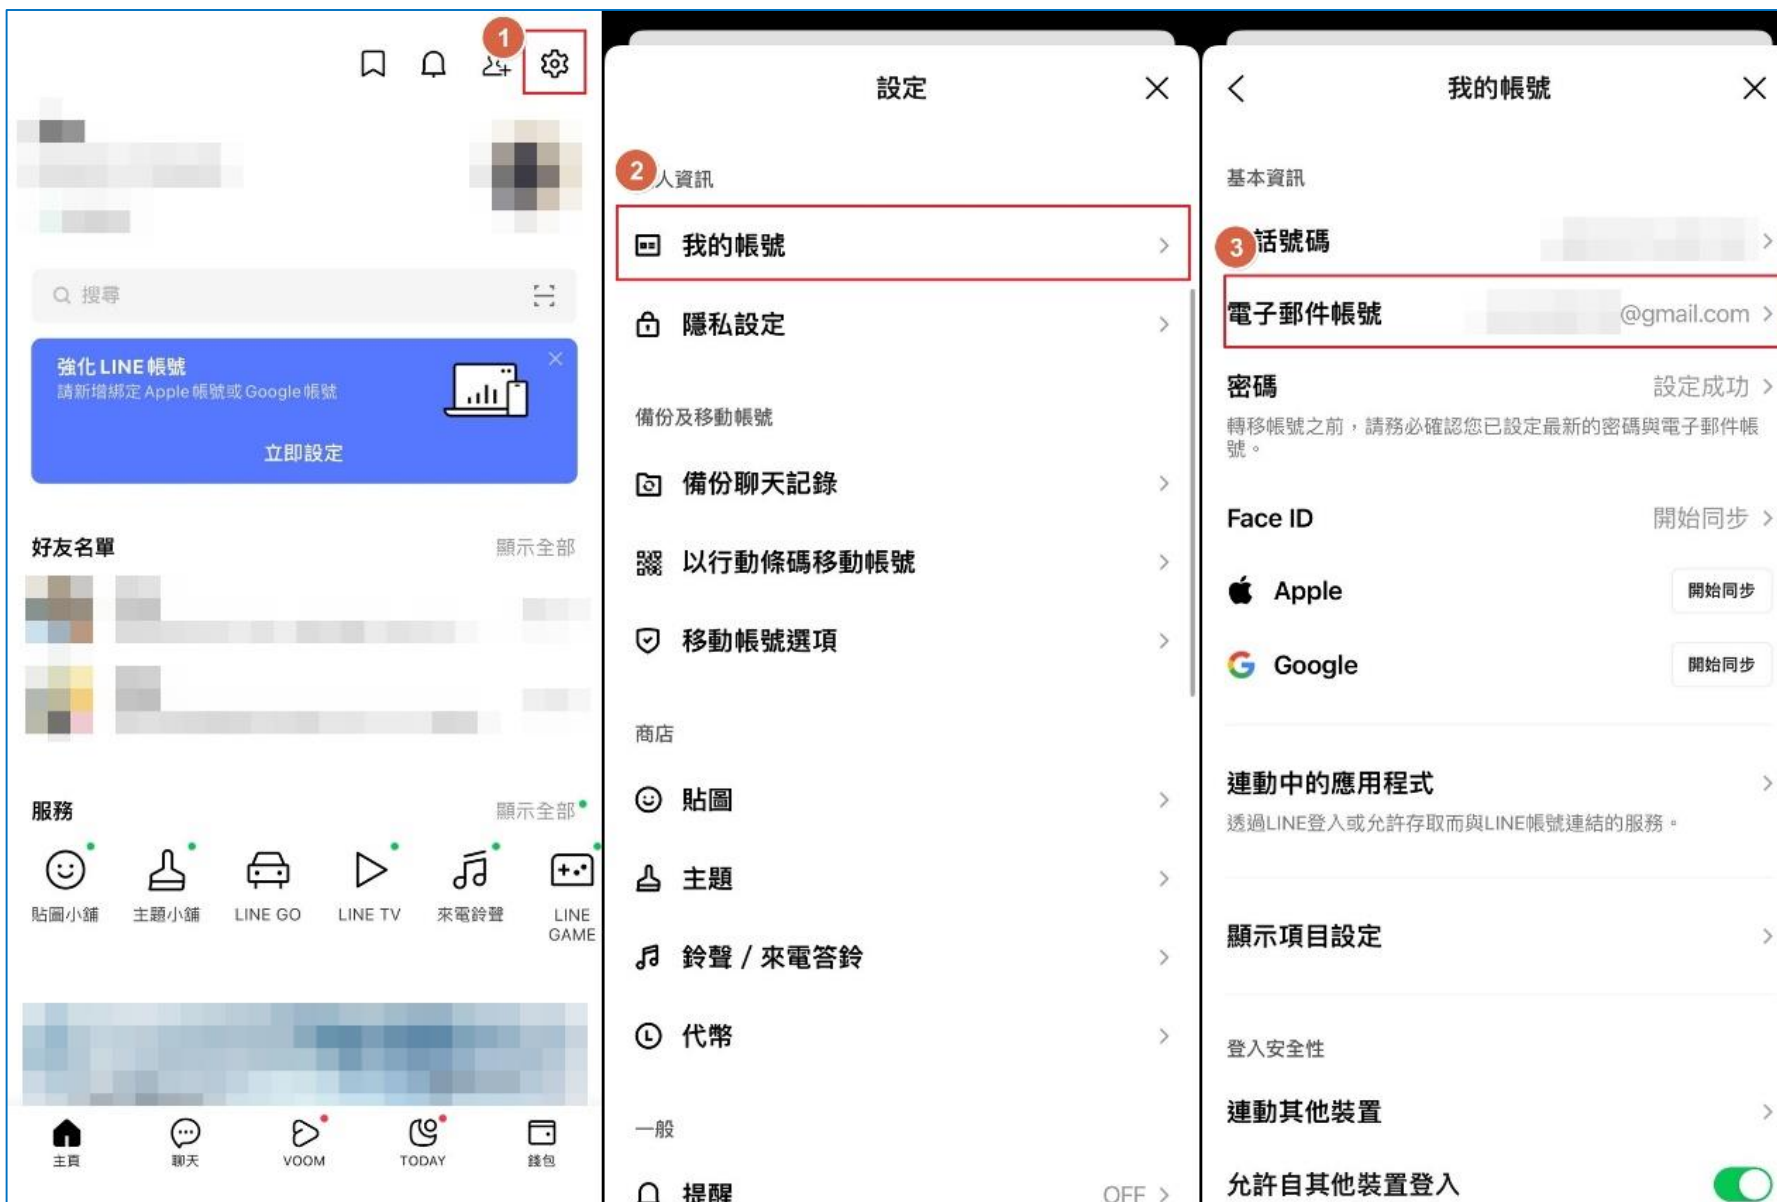 1
搜尋
強化 LINE 帳號
請新增綁定 Apple 帳號或 Google 帳號
立即設定
好友名單
顯示全部
服務
顯示全部
貼圖小舖
主題小舖
LINE GO
LINE TV
來電鈴聲
LINE
GAME
主頁
聊天
VOOM
TODAY
錢包
設定
2
人資訊
我的帳號
隱私設定
備份及移動帳號
備份聊天記錄
以行動條碼移動帳號
移動帳號選項
商店
貼圖
主題
鈴聲 / 來電答鈴
代幣
一般
提醒
OFF
我的帳號
基本資訊
3
話號碼
電子郵件帳號
@gmail.com
密碼
設定成功
轉移帳號之前，請務必確認您已設定最新的密碼與電子郵件帳
號。
Face ID
開始同步
Apple
開始同步
Google
開始同步
連動中的應用程式
透過LINE登入或允許存取而與LINE帳號連結的服務。
顯示項目設定
登入安全性
連動其他裝置
允許自其他裝置登入